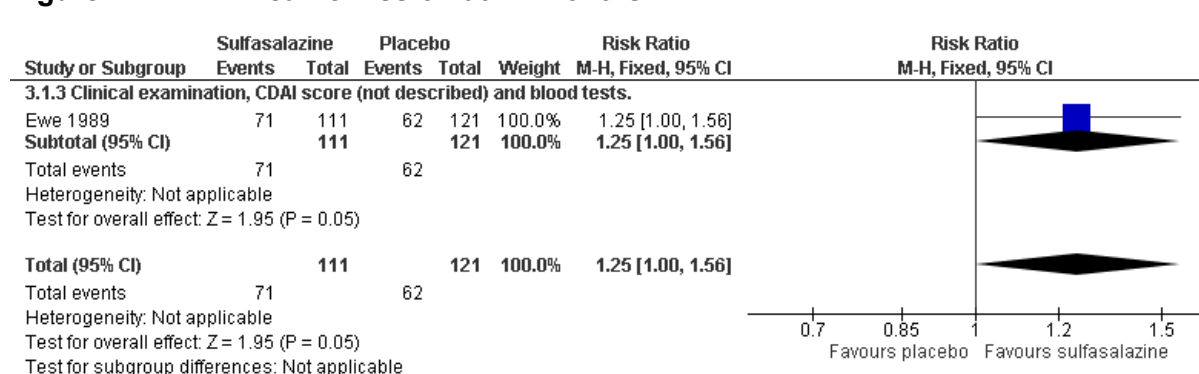 Sulfasalazine Placebo Risk Ratio Risk Ratio
Study or Subgroup Events Total Events Total Weight M-H, Fixed, 95% CI M-H, Fixed, 95% CI
3.1.3 Clinical examination, CDAI score (not described) and blood tests.
Ewe 1989 71 111 62 121 100.0% 1.25 [1.00, 1.56]
Subtotal (95% CI) 111 121 100.0% 1.25 [1.00, 1.56]
Total events 71 62
Heterogeneity: Not applicable
Test for overall effect: Z = 1.95 (P = 0.05)
Total (95% CI) 111 121 100.0% 1.25 [1.00, 1.56]
Total events 71 62
Heterogeneity: Not applicable
Test for overall effect: Z = 1.95 (P = 0.05)
Test for subgroup differences: Not applicable
0.7 0.85 1 1.2 1.5
Favours placebo Favours sulfasalazine